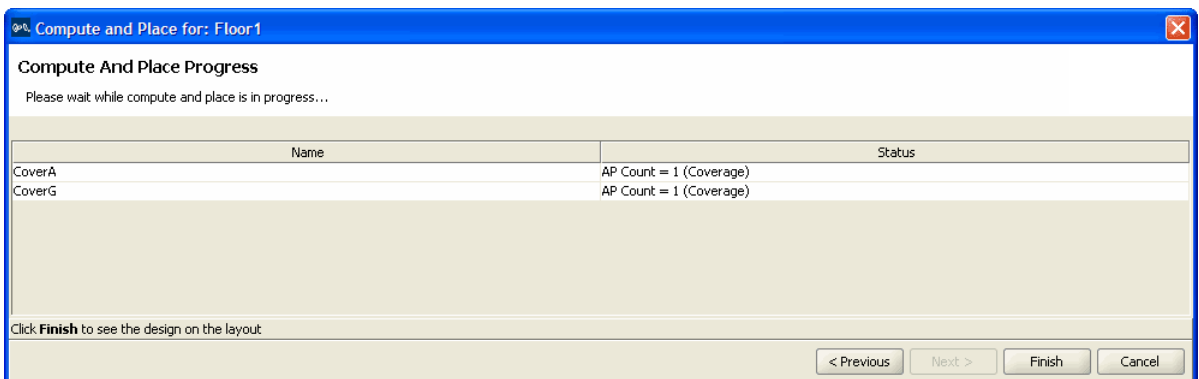 Compute and Place for: Floor1
Compute And Place Progress
Please wait while compute and place is in progress...
Name Status
CoverA AP Count = 1 (Coverage)
CoverG AP Count = 1 (Coverage)
Click Finish to see the design on the layout
< Previous Next > Finish Cancel